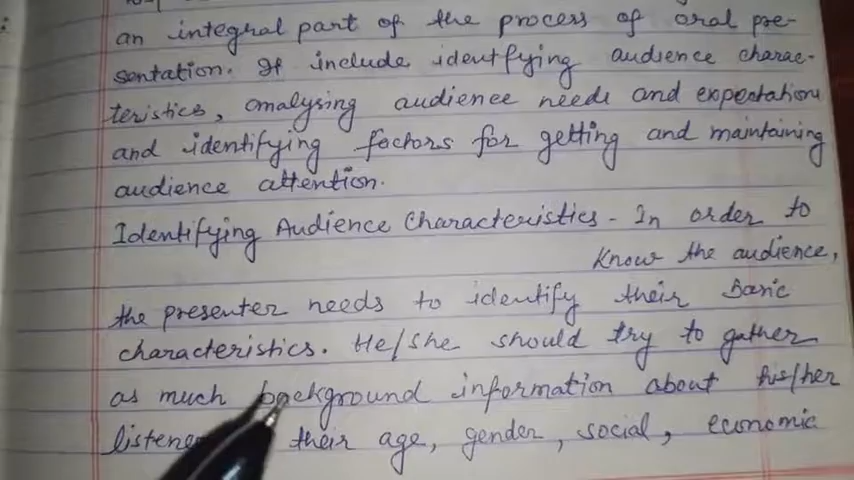 an integral part of the process of oral pre-
sentation. It include identfying audience charac-
teristics, analysing audience needs and expectations
and identifying factors for getting and maintaining
audience attention.
Identifying Audience Characteristics - In order to
Know the audience,
the presenter needs to identify their Basic
characteristics. He/she should try to gather
as much background information about his/her
their age, gender, social, economic